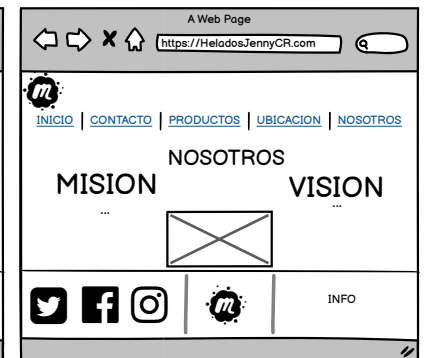 A Web Page
https://HeladosJennyCR.com
m
INICIO | CONTACTO | PRODUCTOS | UBICACION | NOSOTROS
NOSOTROS
MISION VISION
... ...
m INFO